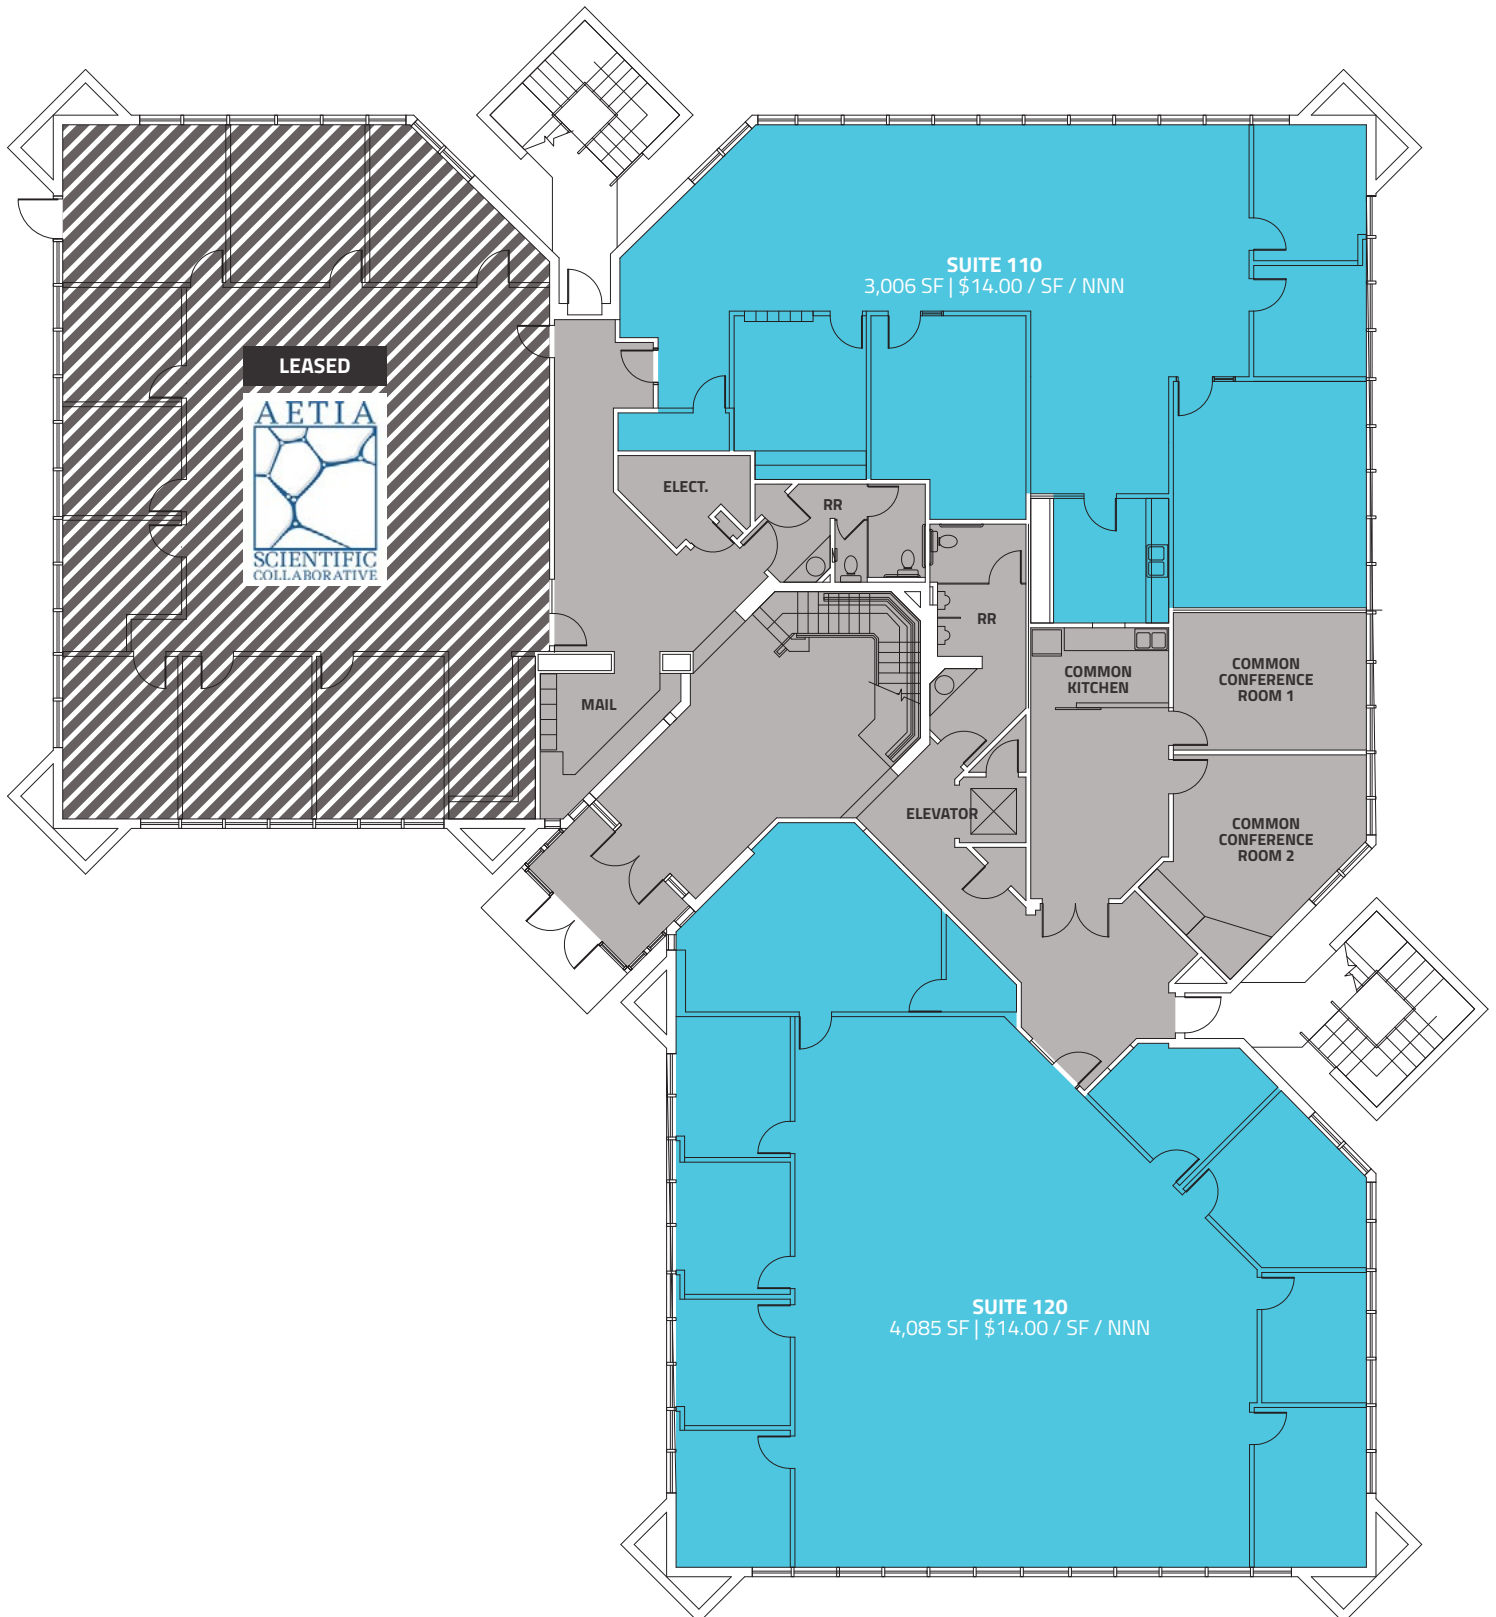 SUITE 110
3,006 SF | $14.00 / SF / NNN
LEASED
AETIA
SCIENTIFIC
COLLABORATIVE
ELECT.
RR
RR
MAIL
COMMON
KITCHEN
COMMON
CONFERENCE
ROOM 1
ELEVATOR
COMMON
CONFERENCE
ROOM 2
SUITE 120
4,085 SF | $14.00 / SF / NNN